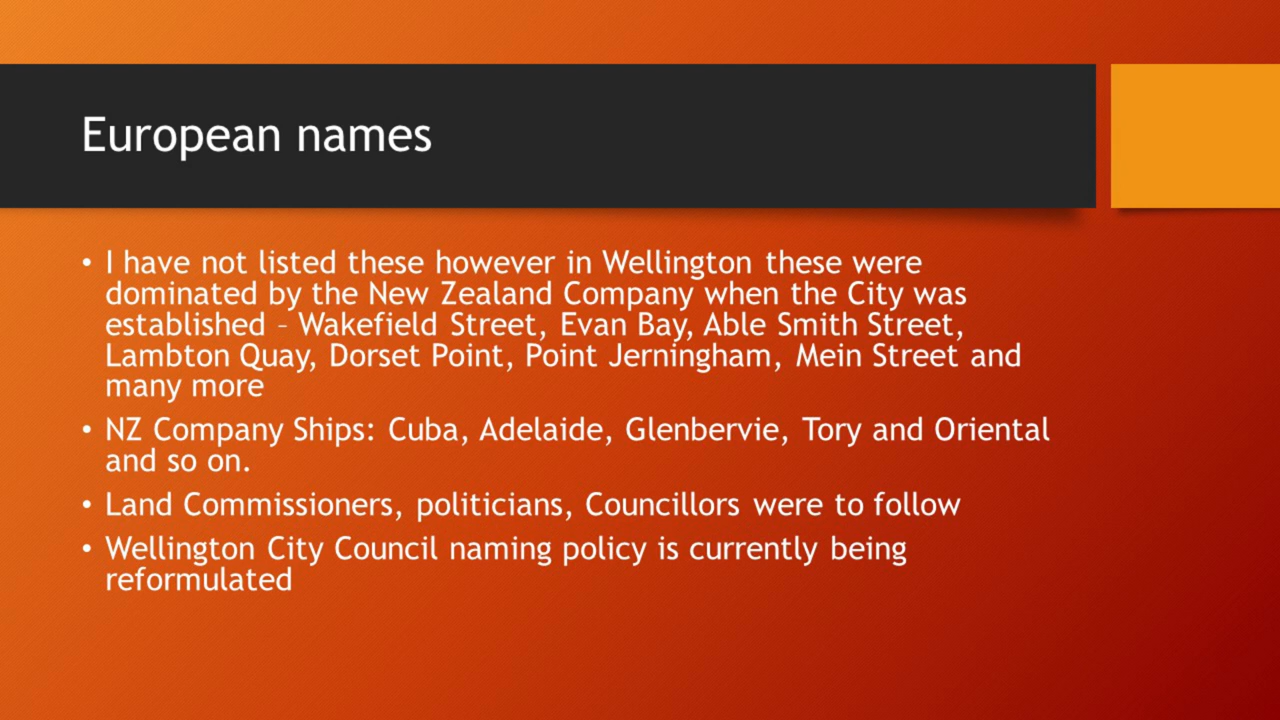 European names
• I have not listed these however in Wellington these were
dominated by the New Zealand Company when the City was
established – Wakefield Street, Evan Bay, Able Smith Street,
Lambton Quay, Dorset Point, Point Jerningham, Mein Street and
many more
• NZ Company Ships: Cuba, Adelaide, Glenbervie, Tory and Oriental
and so on.
• Land Commissioners, politicians, Councillors were to follow
• Wellington City Council naming policy is currently being
reformulated